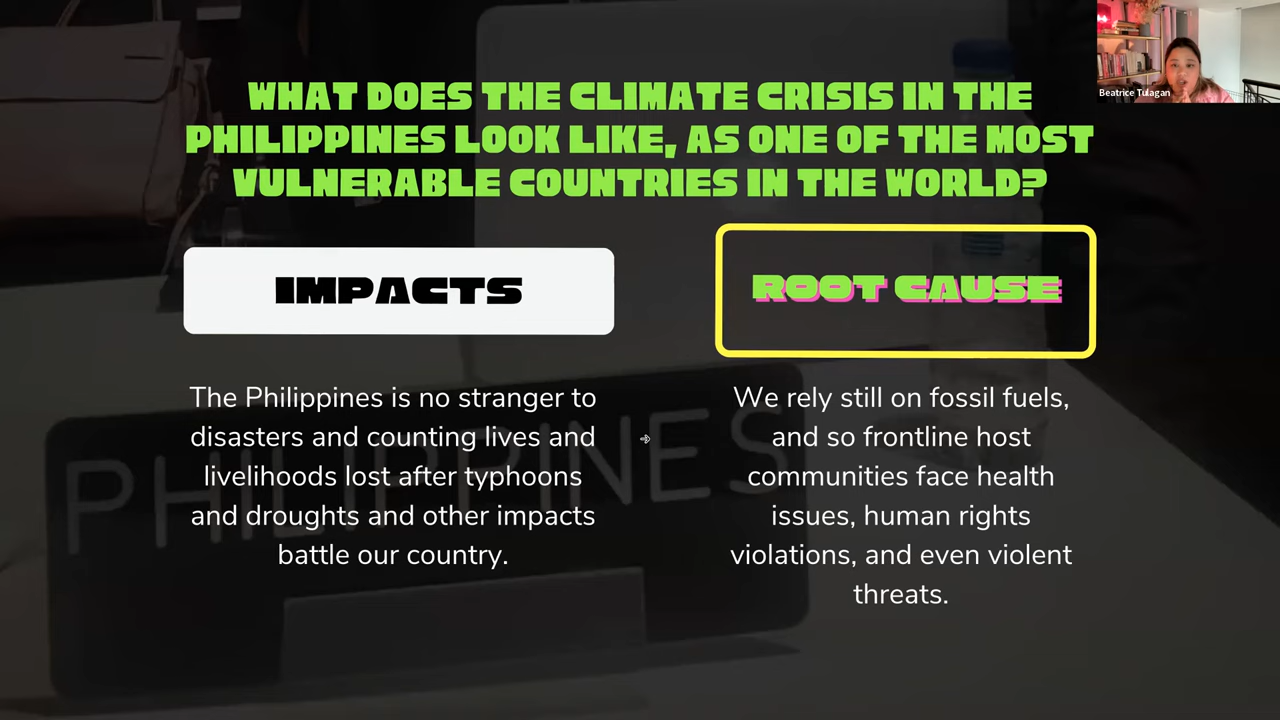 WHAT DOES THE CLIMATE CRISIS IN THE
PHILIPPINES LOOK LIKE, AS ONE OF THE MOST
VULNERABLE COUNTRIES IN THE WORLD?
IMPACTS
The Philippines is no stranger to
disasters and counting lives and
livelihoods lost after typhoons
and droughts and other impacts
battle our country.
ROOT CAUSE
We rely still on fossil fuels,
and so frontline host
communities face health
issues, human rights
violations, and even violent
threats.
PHILIPPINES
Beatrice Tulagan